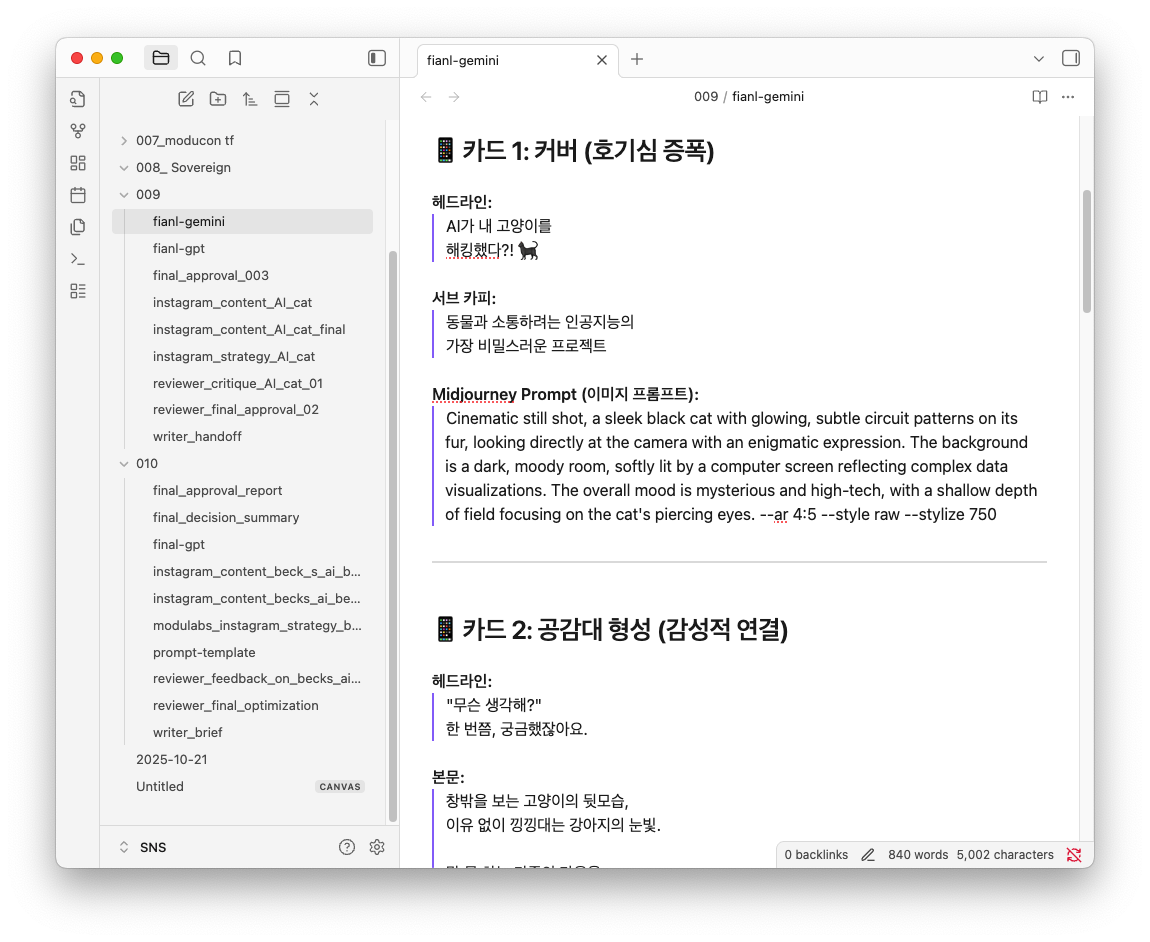 fianl-gemini
009 / fianl-gemini
007_moducon tf
008_ Sovereign
009
fianl-gemini
fianl-gpt
final_approval_003
instagram_content_AI_cat
instagram_content_AI_cat_final
instagram_strategy_AI_cat
reviewer_critique_AI_cat_01
reviewer_final_approval_02
writer_handoff
010
final_approval_report
final_decision_summary
final-gpt
instagram_content_beck_s_ai_b...
instagram_content_becks_ai_be...
modulabs_instagram_strategy_b...
prompt-template
reviewer_feedback_on_becks_ai...
reviewer_final_optimization
writer_brief
2025-10-21
Untitled CANVAS
SNS
📱 카드 1: 커버 (호기심 증폭)
헤드라인:
AI가 내 고양이를
해킹했다?! 🐈‍⬛
서브 카피:
동물과 소통하려는 인공지능의
가장 비밀스러운 프로젝트
Midjourney Prompt (이미지 프롬프트):
Cinematic still shot, a sleek black cat with glowing, subtle circuit patterns on its
fur, looking directly at the camera with an enigmatic expression. The background
is a dark, moody room, softly lit by a computer screen reflecting complex data
visualizations. The overall mood is mysterious and high-tech, with a shallow depth
of field focusing on the cat's piercing eyes. --ar 4:5 --style raw --stylize 750
📱 카드 2: 공감대 형성 (감성적 연결)
헤드라인:
"무슨 생각해?"
한 번쯤, 궁금했잖아요.
본문:
창밖을 보는 고양이의 뒷모습,
이유 없이 낑낑대는 강아지의 눈빛.
0 backlinks 840 words 5,002 characters